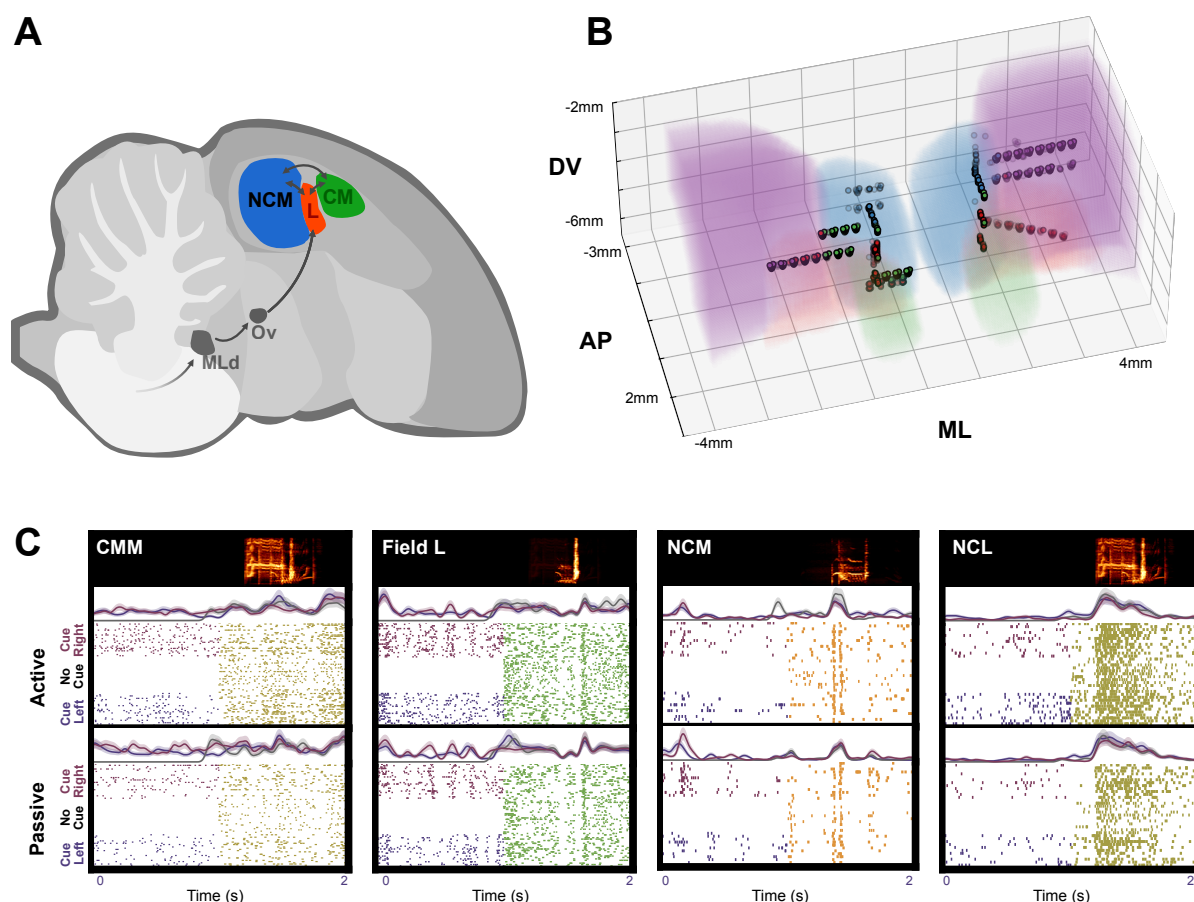 A
NCM
L
CM
Ov
MLd
B
-2mm
DV
-6mm
-3mm
AP
2mm
-4mm
ML
4mm
C
CMM
Field L
NCM
NCL
Active
Cue Right
No Cue
Cue Left
Passive
Cue Right
No Cue
Cue Left
0
2
0
2
0
2
0
2
Time (s)
Time (s)
Time (s)
Time (s)